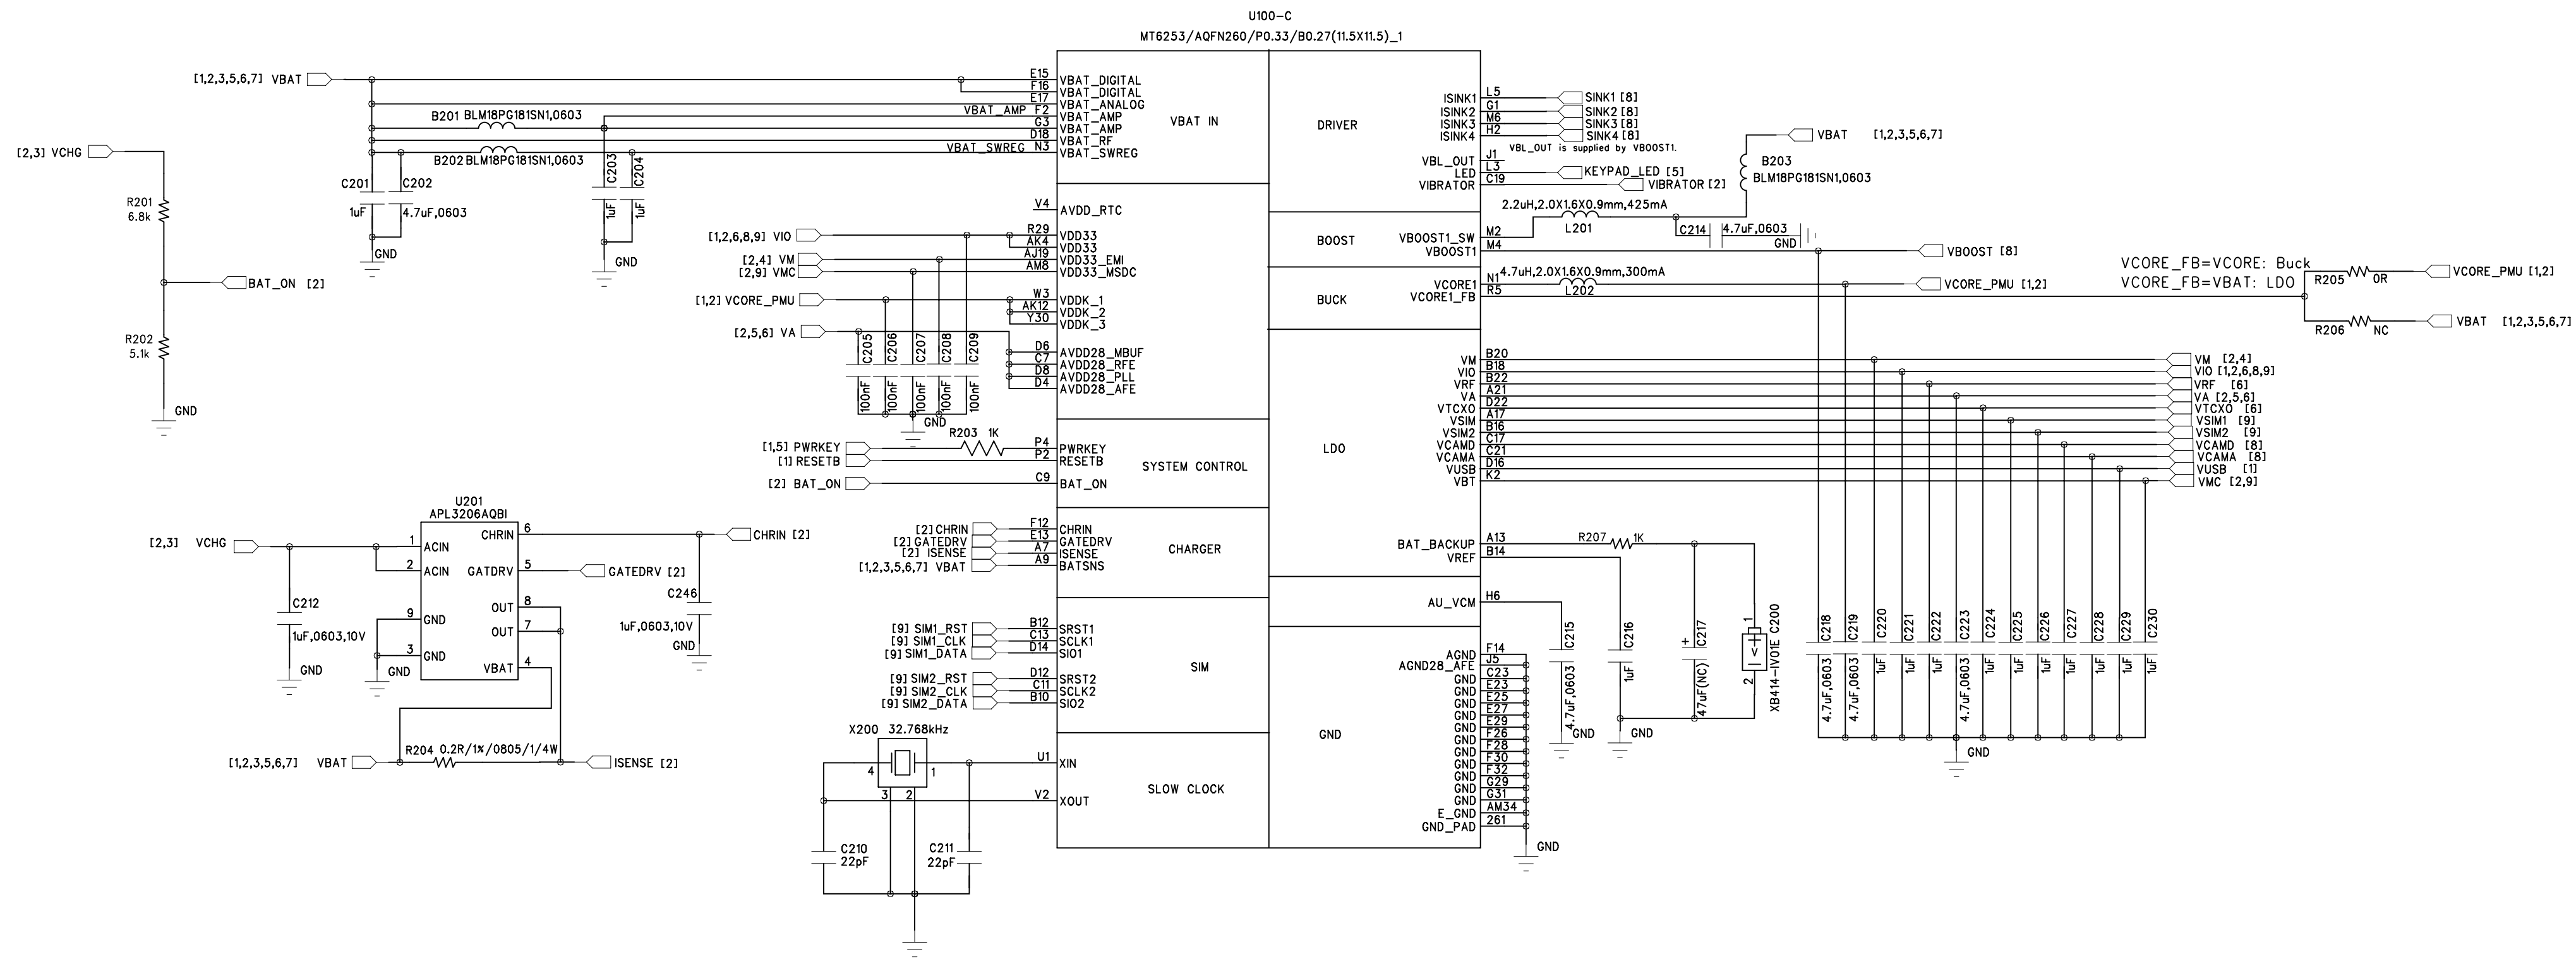 U100-C
MT6253/AQFN260/P0.33/B0.27(11.5X11.5)_1
[1,2,3,5,6,7] VBAT
B201 BLM18PG181SN1,0603
VBAT_AMP
B202 BLM18PG181SN1,0603
VBAT_SWREG
C201
1uF
C202
4.7uF,0603
GND
C203
1uF
C204
1uF
GND
[2,3] VCHG
R201
6.8k
BAT_ON [2]
R202
5.1k
GND
E15 VBAT_DIGITAL
F16 VBAT_DIGITAL
E17 VBAT_ANALOG
F2 VBAT_AMP
G3 VBAT_AMP
D18 VBAT_RF
N3 VBAT_SWREG
VBAT IN
V4 AVDD_RTC
[1,2,6,8,9] VIO
R29 VDD33
AK4 VDD33
[2,4] VM
AJ19 VDD33_EMI
[2,9] VMC
AM8 VDD33_MSDC
[1,2] VCORE_PMU
W3 VDDK_1
AK12 VDDK_2
Y30 VDDK_3
[2,5,6] VA
D6 AVDD28_MBUF
C7 AVDD28_RFE
D8 AVDD28_PLL
D4 AVDD28_AFE
C205
100nF
C206
100nF
C207
100nF
C208
100nF
C209
100nF
GND
R203 1K
[1,5] PWRKEY
P4 PWRKEY
[1] RESETB
P2 RESETB
[2] BAT_ON
C9 BAT_ON
SYSTEM CONTROL
[2] CHRIN
F12 CHRIN
[2] GATEDRV
E13 GATEDRV
[2] ISENSE
A7 ISENSE
[1,2,3,5,6,7] VBAT
A9 BATSNS
CHARGER
[9] SIM1_RST
B12 SRST1
[9] SIM1_CLK
C13 SCLK1
[9] SIM1_DATA
D14 SIO1
[9] SIM2_RST
D12 SRST2
[9] SIM2_CLK
C11 SCLK2
[9] SIM2_DATA
B10 SIO2
SIM
X200 32.768kHz
4
1
3
2
U1 XIN
V2 XOUT
SLOW CLOCK
C210
22pF
C211
22pF
U201
APL3206AQBI
[2,3] VCHG
1 ACIN
2 ACIN
9 GND
3 GND
CHRIN 6
GATDRV 5
OUT 8
OUT 7
VBAT 4
CHRIN [2]
GATEDRV [2]
C212
1uF,0603,10V
GND
GND
C246
1uF,0603,10V
GND
[1,2,3,5,6,7] VBAT
R204 0.2R/1%/0805/1/4W
ISENSE [2]
DRIVER
ISINK1 L5
ISINK2 G1
ISINK3 M6
ISINK4 H2
SINK1 [8]
SINK2 [8]
SINK3 [8]
SINK4 [8]
VBL_OUT is supplied by VBOOST1.
VBL_OUT J1
LED L3
KEYPAD_LED [5]
VIBRATOR C19
VIBRATOR [2]
VBAT [1,2,3,5,6,7]
B203
BLM18PG181SN1,0603
2.2uH,2.0X1.6X0.9mm,425mA
L201
C214
4.7uF,0603
GND
BOOST
VBOOST1_SW M2
VBOOST1 M4
VBOOST [8]
BUCK
VCORE1 N1
VCORE1_FB R5
4.7uH,2.0X1.6X0.9mm,300mA
L202
VCORE_PMU [1,2]
VCORE_FB=VCORE: Buck
VCORE_FB=VBAT: LDO
R205 0R
VCORE_PMU [1,2]
R206 NC
VBAT [1,2,3,5,6,7]
LDO
VM B20
VIO B18
VRF B22
VA A21
VTCXO D22
VSIM A17
VSIM2 B16
VCAMD C17
VCAMA C21
VUSB D16
VBT K2
VM [2,4]
VIO [1,2,6,8,9]
VRF [6]
VA [2,5,6]
VTCXO [6]
VSIM1 [9]
VSIM2 [9]
VCAMD [8]
VCAMA [8]
VUSB [1]
VMC [2,9]
BAT_BACKUP A13
VREF B14
R207 1K
AU_VCM H6
C215
4.7uF,0603
GND
C216
1uF
GND
+
C217
47uF(NC)
1
2
XB414-IV01E C200
C218
4.7uF,0603
C219
4.7uF,0603
C220
1uF
C221
1uF
C222
1uF
C223
4.7uF,0603
C224
1uF
C225
1uF
C226
1uF
C227
1uF
C228
1uF
C229
1uF
C230
1uF
GND
GND
AGND F14
AGND28_AFE J5
GND C23
GND E23
GND E25
GND E27
GND E29
GND F26
GND F28
GND F30
GND F32
GND G29
GND G31
E_GND AM34
GND_PAD 261
GND